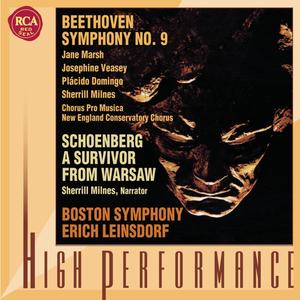 RCA
RED SEAL
BEETHOVEN
SYMPHONY NO. 9
Jane Marsh
Josephine Veasey
Plácido Domingo
Sherrill Milnes
Chorus Pro Musica
New England Conservatory Chorus
SCHOENBERG
A SURVIVOR
FROM WARSAW
Sherrill Milnes, Narrator
BOSTON SYMPHONY
ERICH LEINSDORF
HIGH PERFORMANCE